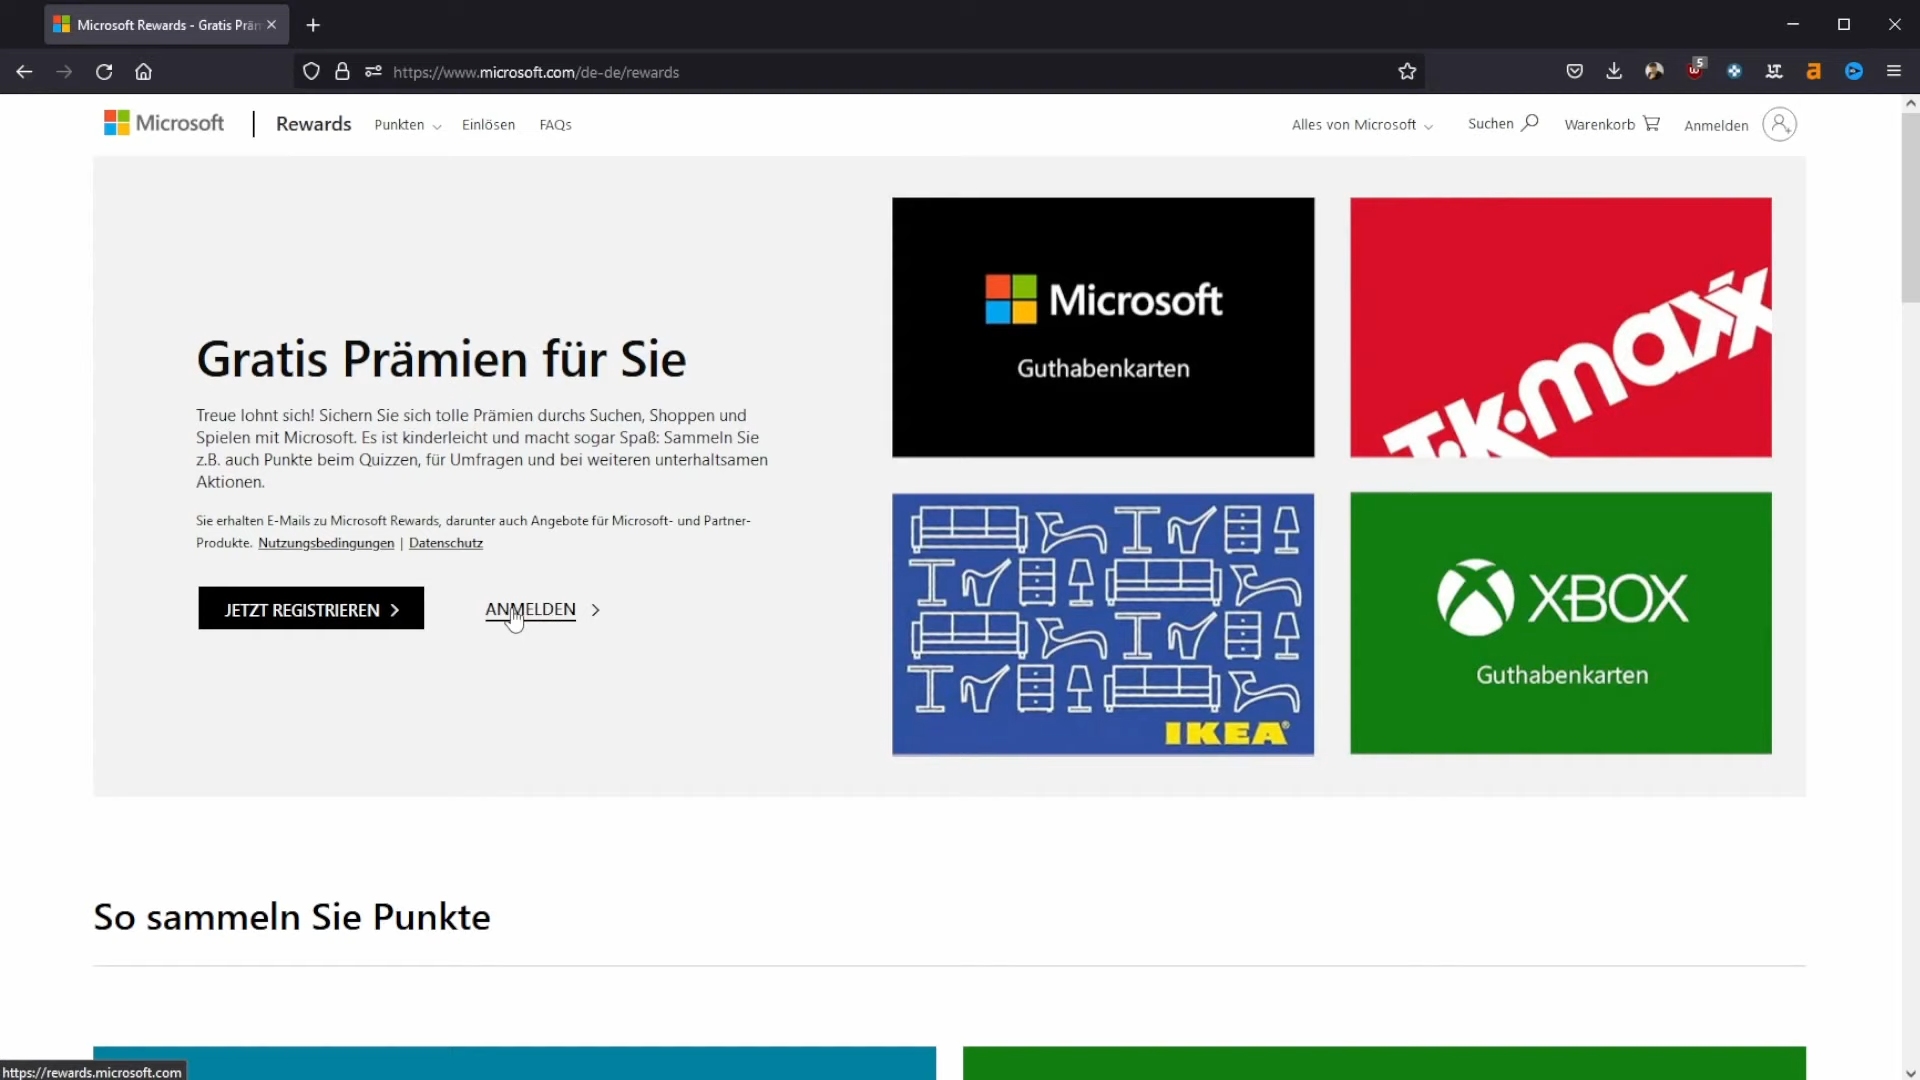 Microsoft Rewards - Gratis Präm
https://www.microsoft.com/de-de/rewards
5
Microsoft
Rewards
Punkten
Einlösen
FAQs
Alles von Microsoft
Suchen
Warenkorb
Anmelden
Gratis Prämien für Sie
Treue lohnt sich! Sichern Sie sich tolle Prämien durchs Suchen, Shoppen und
Spielen mit Microsoft. Es ist kinderleicht und macht sogar Spaß: Sammeln Sie
z.B. auch Punkte beim Quizzen, für Umfragen und bei weiteren unterhaltsamen
Aktionen.
Sie erhalten E-Mails zu Microsoft Rewards, darunter auch Angebote für Microsoft- und Partner-
Produkte. Nutzungsbedingungen | Datenschutz
JETZT REGISTRIEREN
ANMELDEN
Microsoft
Guthabenkarten
T.K.maxx
IKEA®
XBOX
Guthabenkarten
So sammeln Sie Punkte
https://rewards.microsoft.com